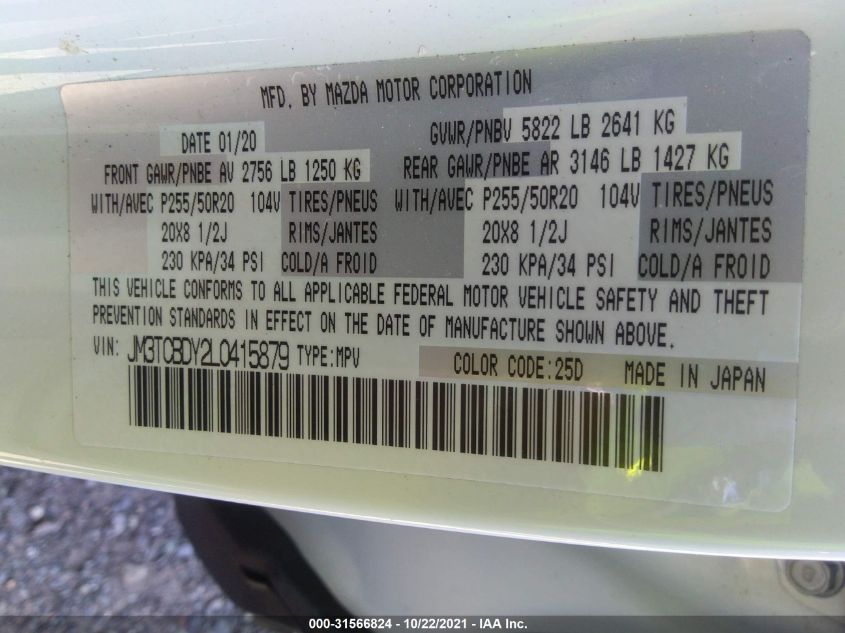 MFD. BY MAZDA MOTOR CORPORATION
DATE 01/20 GVWR/PNBV 5822 LB 2641 KG
FRONT GAWR/PNBE AV 2756 LB 1250 KG REAR GAWR/PNBE AR 3146 LB 1427 KG
WITH/AVEC P255/50R20 104V TIRES/PNEUS WITH/AVEC P255/50R20 104V TIRES/PNEUS
20X8 1/2J RIMS/JANTES 20X8 1/2J RIMS/JANTES
230 KPA/34 PSI COLD/A FROID 230 KPA/34 PSI COLD/A FROID
THIS VEHICLE CONFORMS TO ALL APPLICABLE FEDERAL MOTOR VEHICLE SAFETY AND THEFT
PREVENTION STANDARDS IN EFFECT ON THE DATE OF MANUFACTURE SHOWN ABOVE.
VIN: JM3TCBDY2L0415879 TYPE:MPV COLOR CODE:25D MADE IN JAPAN
000-31566824 - 10/22/2021 - IAA Inc.